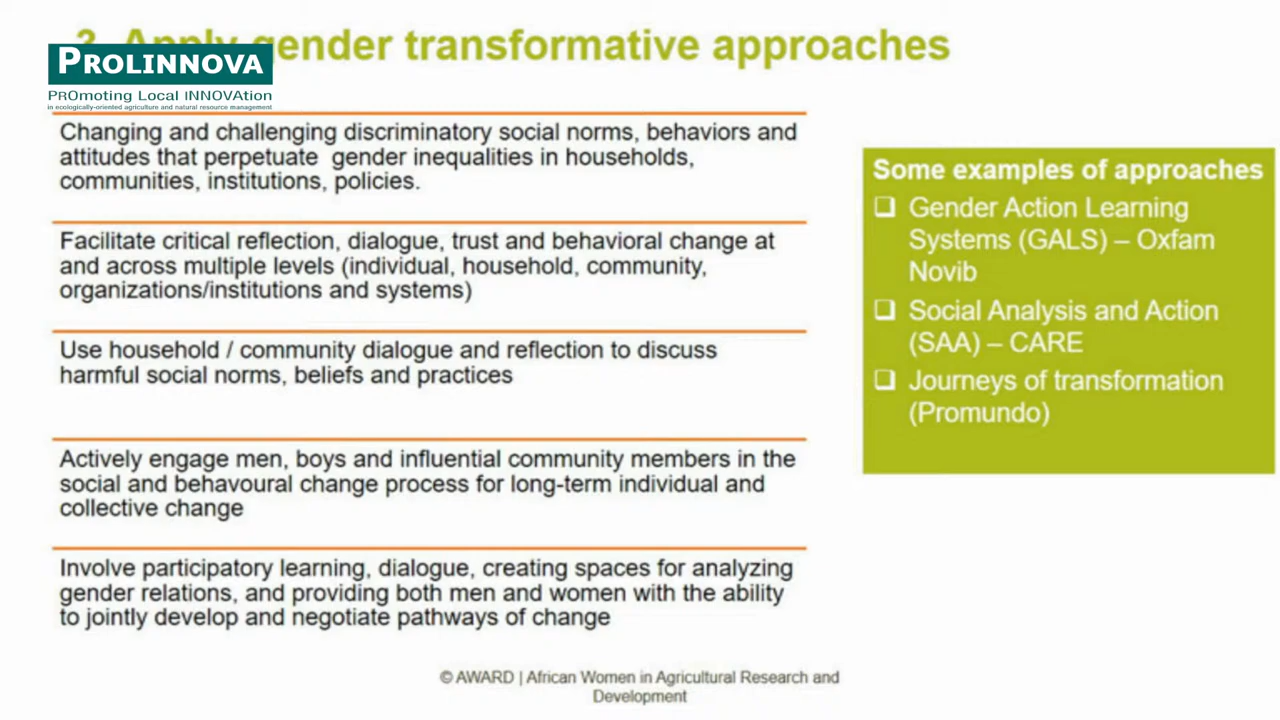 3. Apply gender transformative approaches
PROLINNOVA
PROmoting Local INNOVAtion
in ecologically-oriented agriculture and natural resource management
Changing and challenging discriminatory social norms, behaviors and
attitudes that perpetuate gender inequalities in households,
communities, institutions, policies.
Facilitate critical reflection, dialogue, trust and behavioral change at
and across multiple levels (individual, household, community,
organizations/institutions and systems)
Use household / community dialogue and reflection to discuss
harmful social norms, beliefs and practices
Actively engage men, boys and influential community members in the
social and behavoural change process for long-term individual and
collective change
Involve participatory learning, dialogue, creating spaces for analyzing
gender relations, and providing both men and women with the ability
to jointly develop and negotiate pathways of change
Some examples of approaches
❑ Gender Action Learning
Systems (GALS) – Oxfam
Novib
❑ Social Analysis and Action
(SAA) – CARE
❑ Journeys of transformation
(Promundo)
© AWARD | African Women in Agricultural Research and
Development